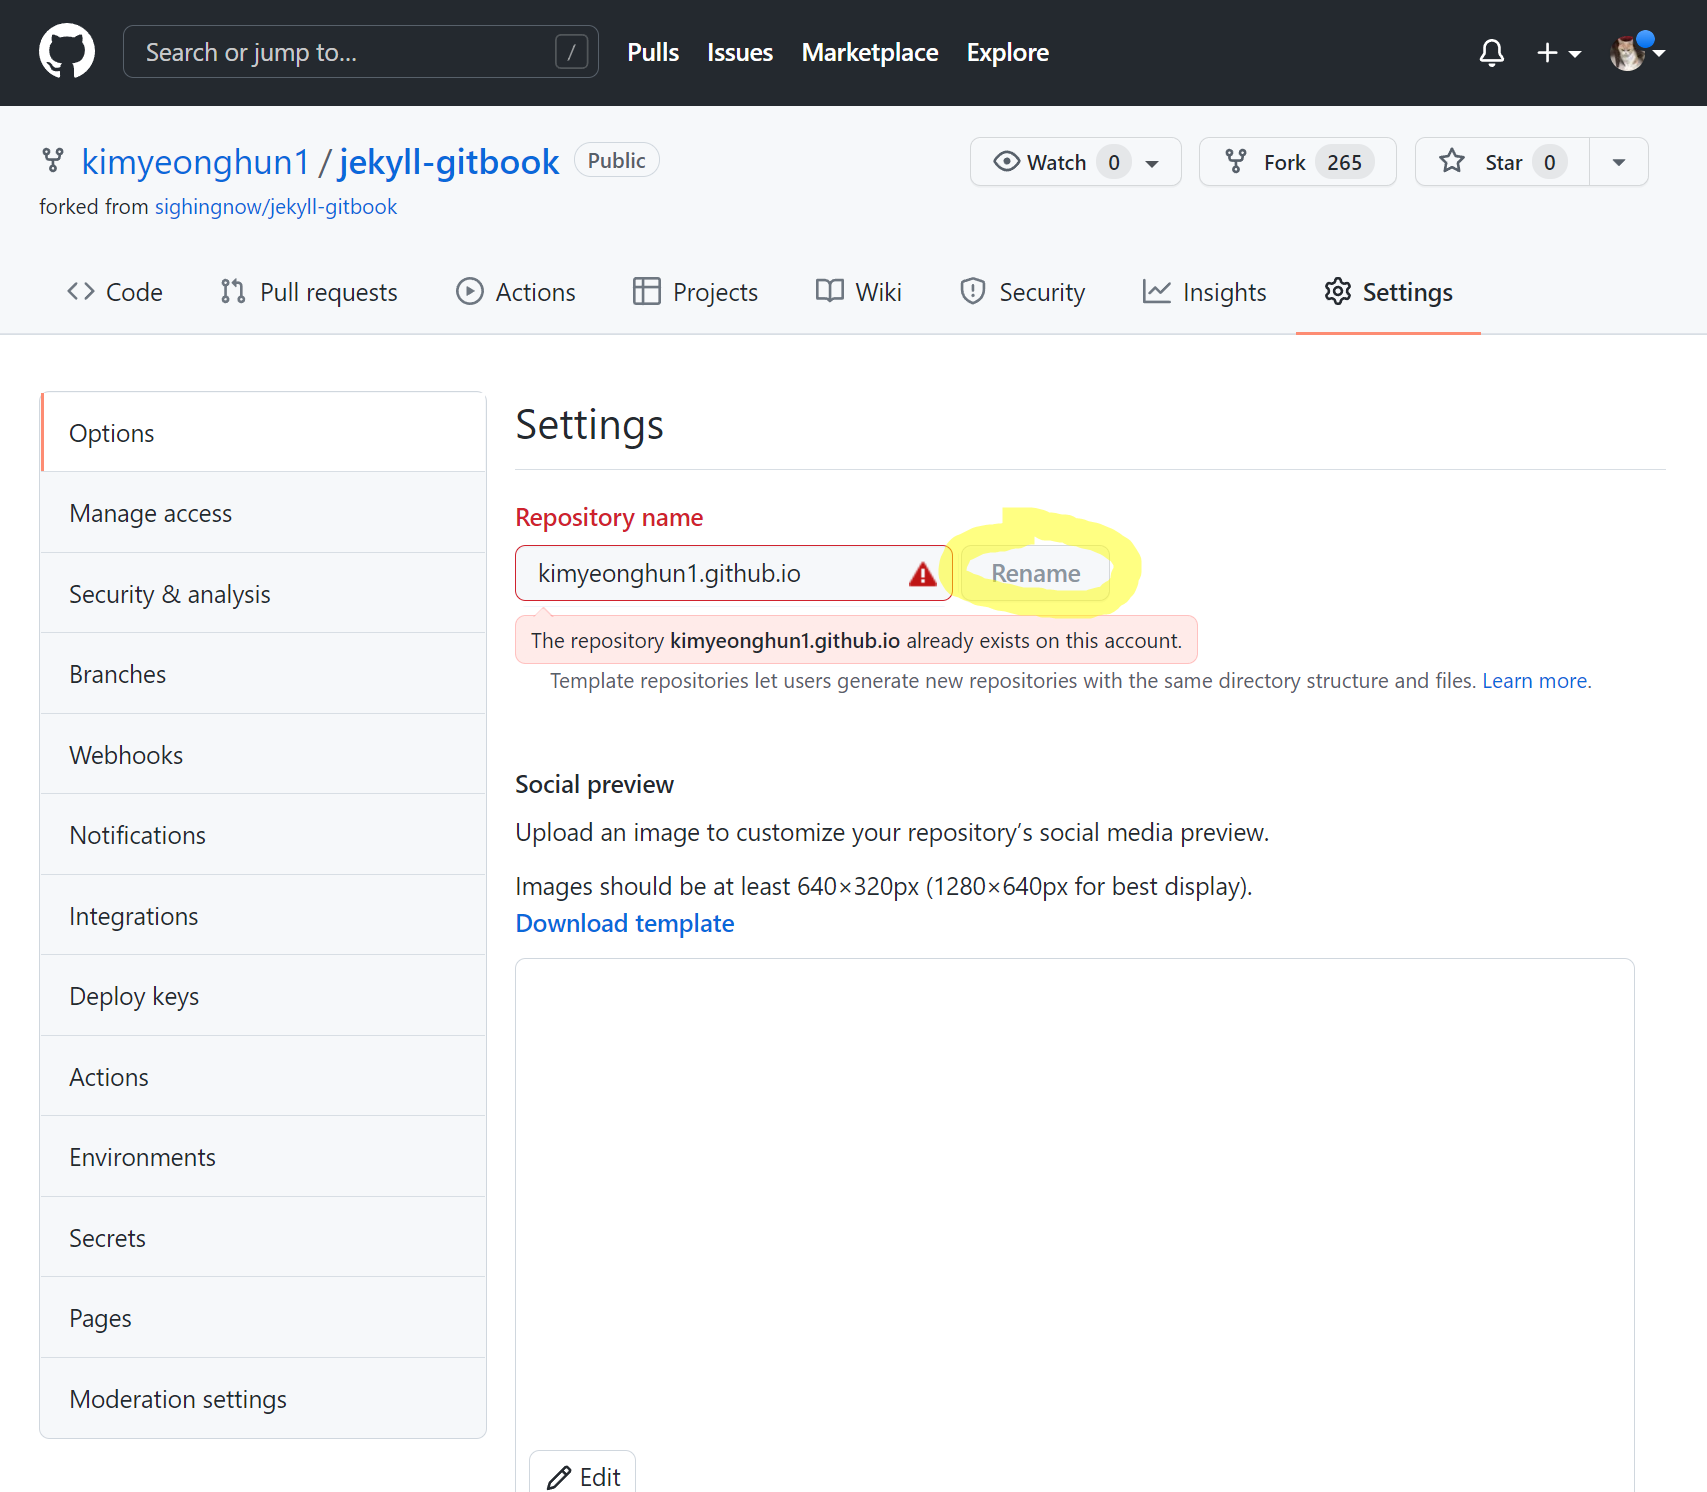 Search or jump to... / Pulls Issues Marketplace Explore
kimyeonghun1 / jekyll-gitbook Public Watch 0 Fork 265 Star 0
forked from sighingnow/jekyll-gitbook
Code Pull requests Actions Projects Wiki Security Insights Settings
Options
Manage access
Security & analysis
Branches
Webhooks
Notifications
Integrations
Deploy keys
Actions
Environments
Secrets
Pages
Moderation settings
Settings
Repository name
kimyeonghun1.github.io Rename
The repository kimyeonghun1.github.io already exists on this account.
Template repositories let users generate new repositories with the same directory structure and files. Learn more.
Social preview
Upload an image to customize your repository’s social media preview.
Images should be at least 640×320px (1280×640px for best display).
Download template
Edit